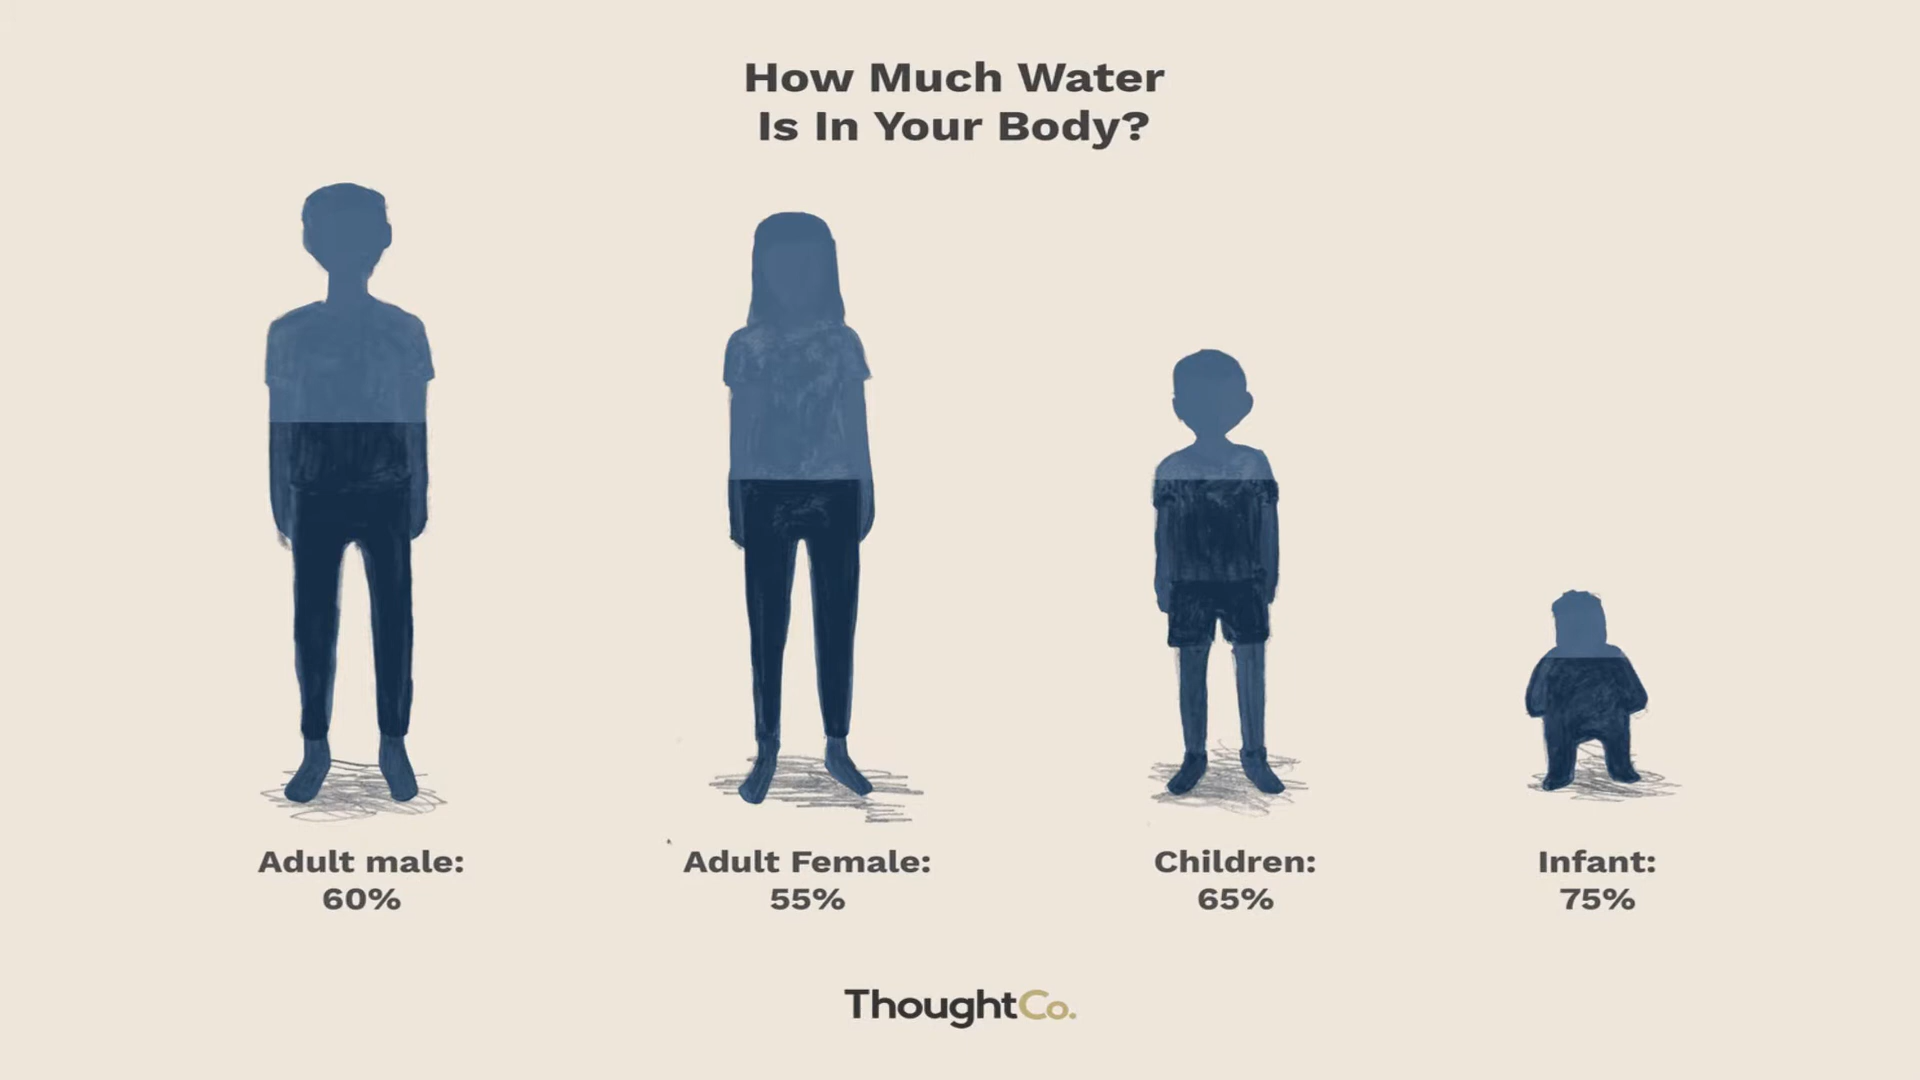 How Much Water
Is In Your Body?
Adult male:
60%
Adult Female:
55%
Children:
65%
Infant:
75%
ThoughtCo.